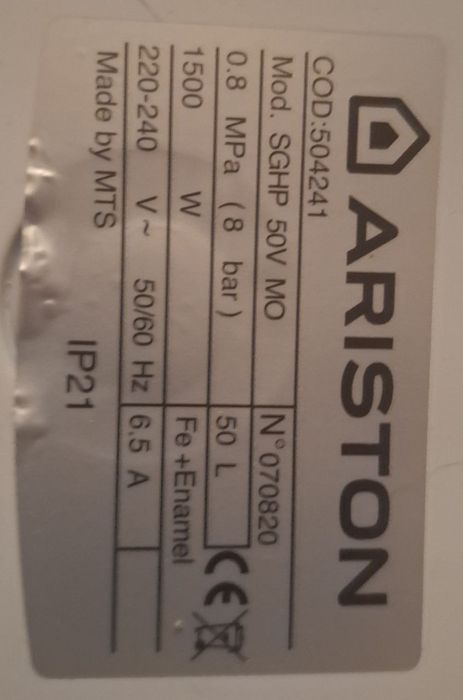 ARISTON
COD:504241
Mod. SGHP 50V MO N° 070820
0.8 MPa (8 bar) 50 L CE
1500 W Fe+Enamel
220-240 V~ 50/60 Hz 6.5 A
Made by MTS IP21